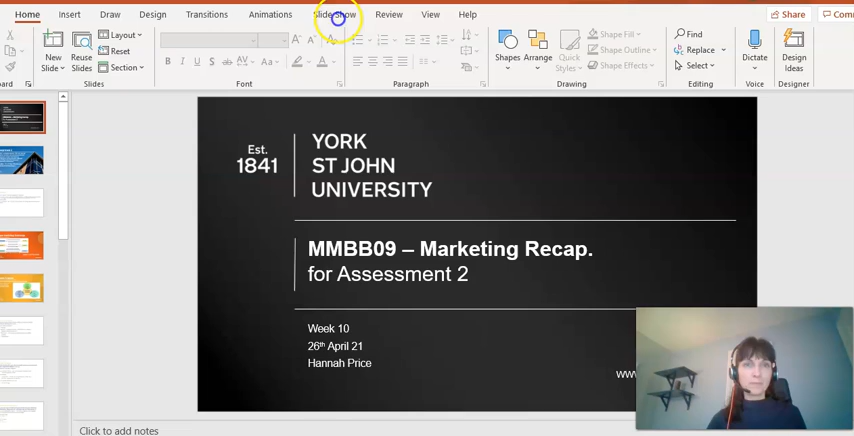 Home Insert Draw Design Transitions Animations Slide Show Review View Help Share
New Slide Reuse Slides Layout Reset Section
B I U S ab AV Aa A
Shapes Arrange Quick Styles Shape Fill Shape Outline Shape Effects
Find Replace Select Dictate Design Ideas
Slides Font Paragraph Drawing Editing Voice Designer
Est.
1841
YORK
ST JOHN
UNIVERSITY
MMBB09 – Marketing Recap.
for Assessment 2
Week 10
26th April 21
Hannah Price
Click to add notes